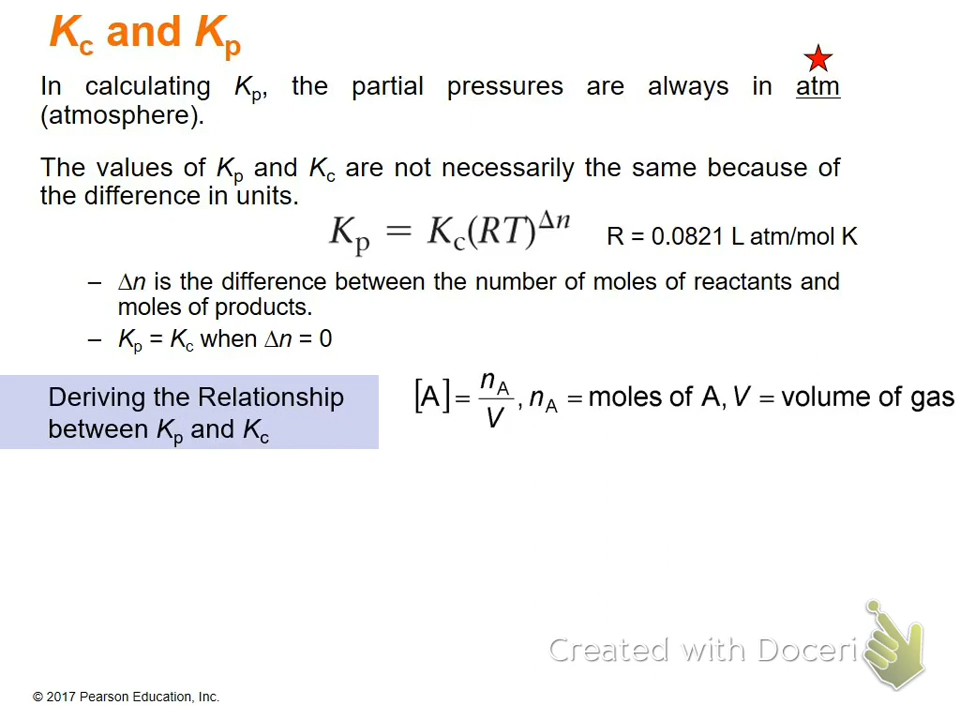 Kc and Kp
In calculating Kp, the partial pressures are always in atm
(atmosphere).
The values of Kp and Kc are not necessarily the same because of
the difference in units.
Kp = Kc(RT)^Δn R = 0.0821 L atm/mol K
– Δn is the difference between the number of moles of reactants and
moles of products.
– Kp = Kc when Δn = 0
Deriving the Relationship
between Kp and Kc
[A] = nA/V, nA = moles of A, V = volume of gas
Created with Doceri
© 2017 Pearson Education, Inc.